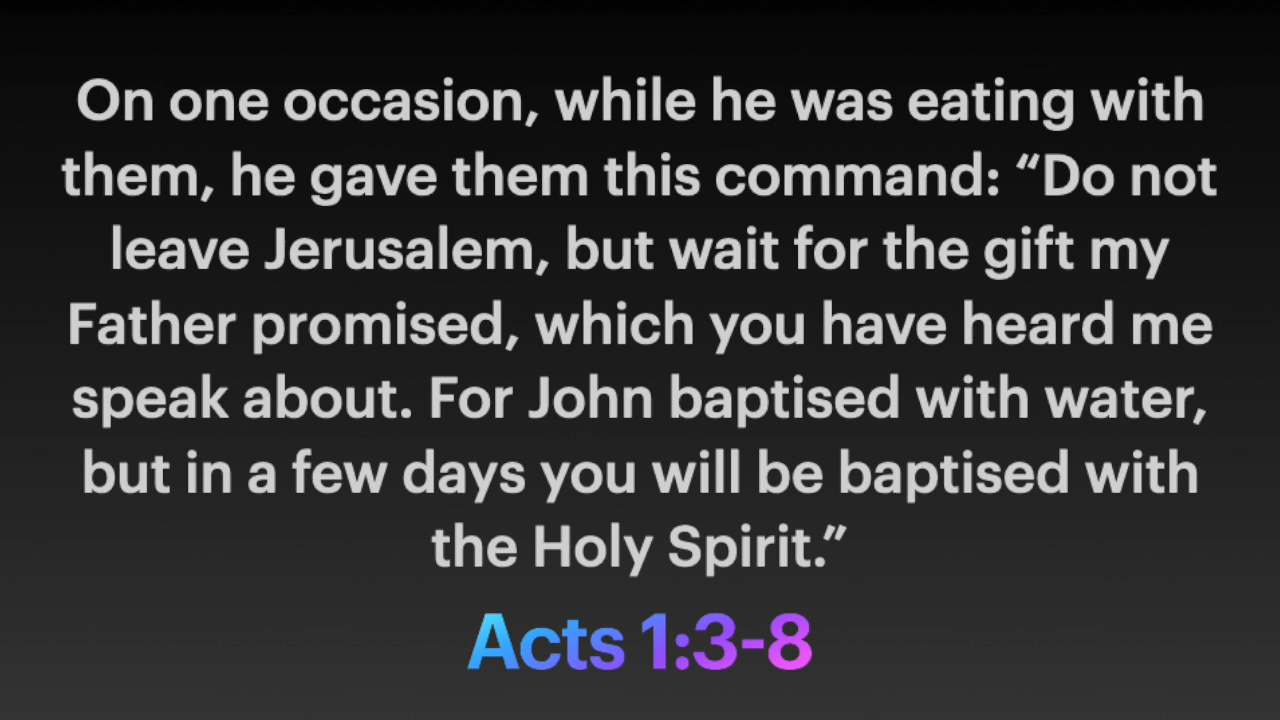 On one occasion, while he was eating with
them, he gave them this command: “Do not
leave Jerusalem, but wait for the gift my
Father promised, which you have heard me
speak about. For John baptised with water,
but in a few days you will be baptised with
the Holy Spirit.”
Acts 1:3-8